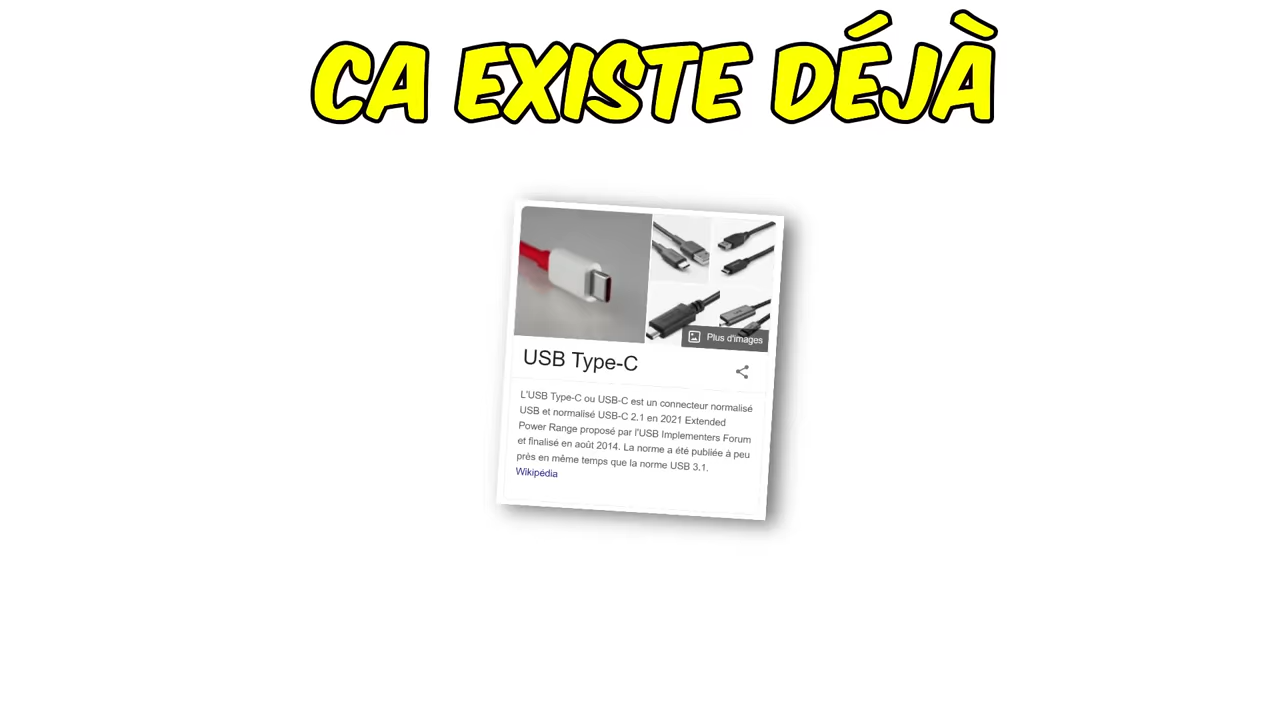 CA EXISTE DÉJÀ
Plus d'images
USB Type-C
L'USB Type-C ou USB-C est un connecteur normalisé
USB et normalisé USB-C 2.1 en 2021 Extended
Power Range proposé par l'USB Implementers Forum
et finalisé en août 2014. La norme a été publiée à peu
près en même temps que la norme USB 3.1.
Wikipédia